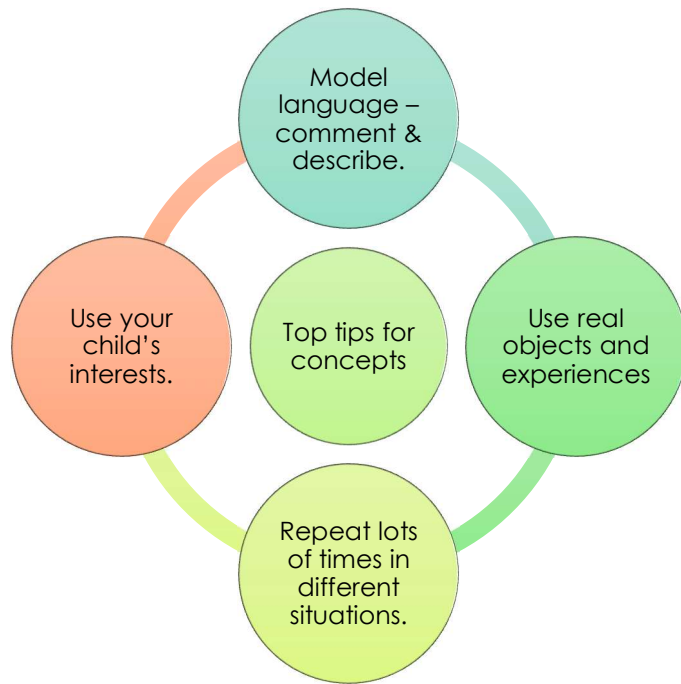 Model
language –
comment &
describe.
Use your
child’s
interests.
Top tips for
concepts
Use real
objects and
experiences
Repeat lots
of times in
different
situations.